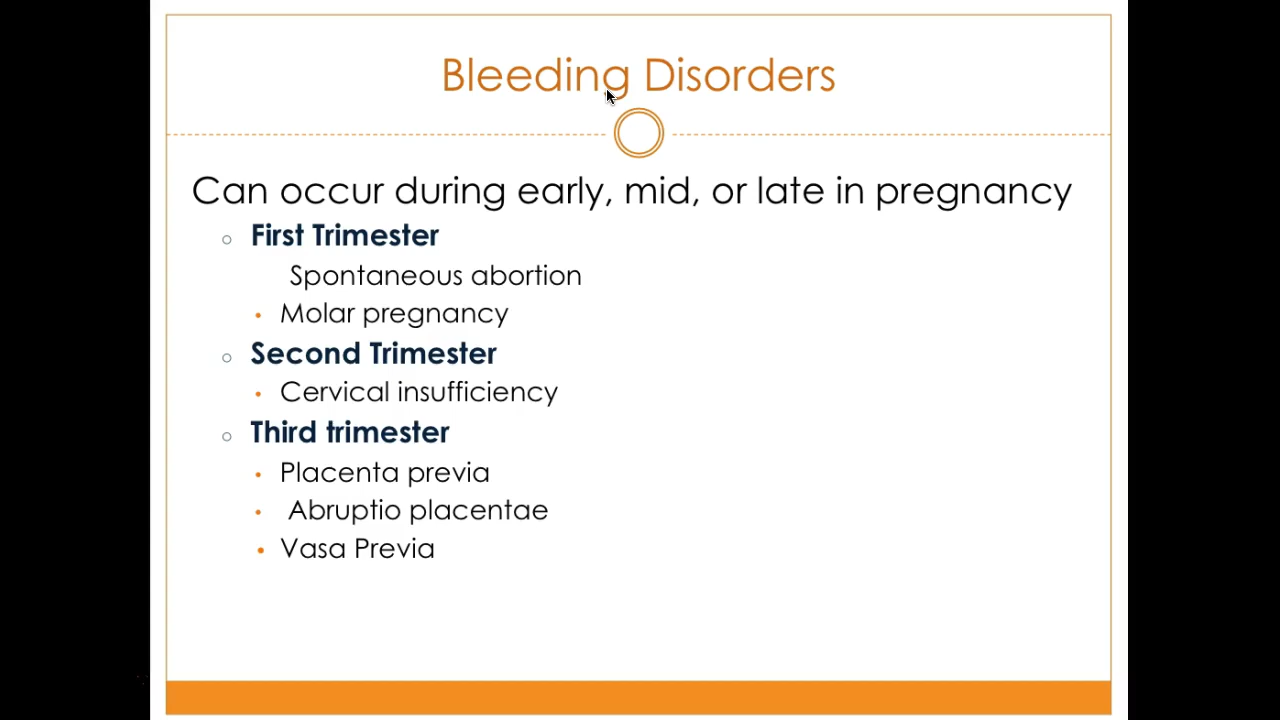 Bleeding Disorders
Can occur during early, mid, or late in pregnancy
First Trimester
Spontaneous abortion
Molar pregnancy
Second Trimester
Cervical insufficiency
Third trimester
Placenta previa
Abruptio placentae
Vasa Previa